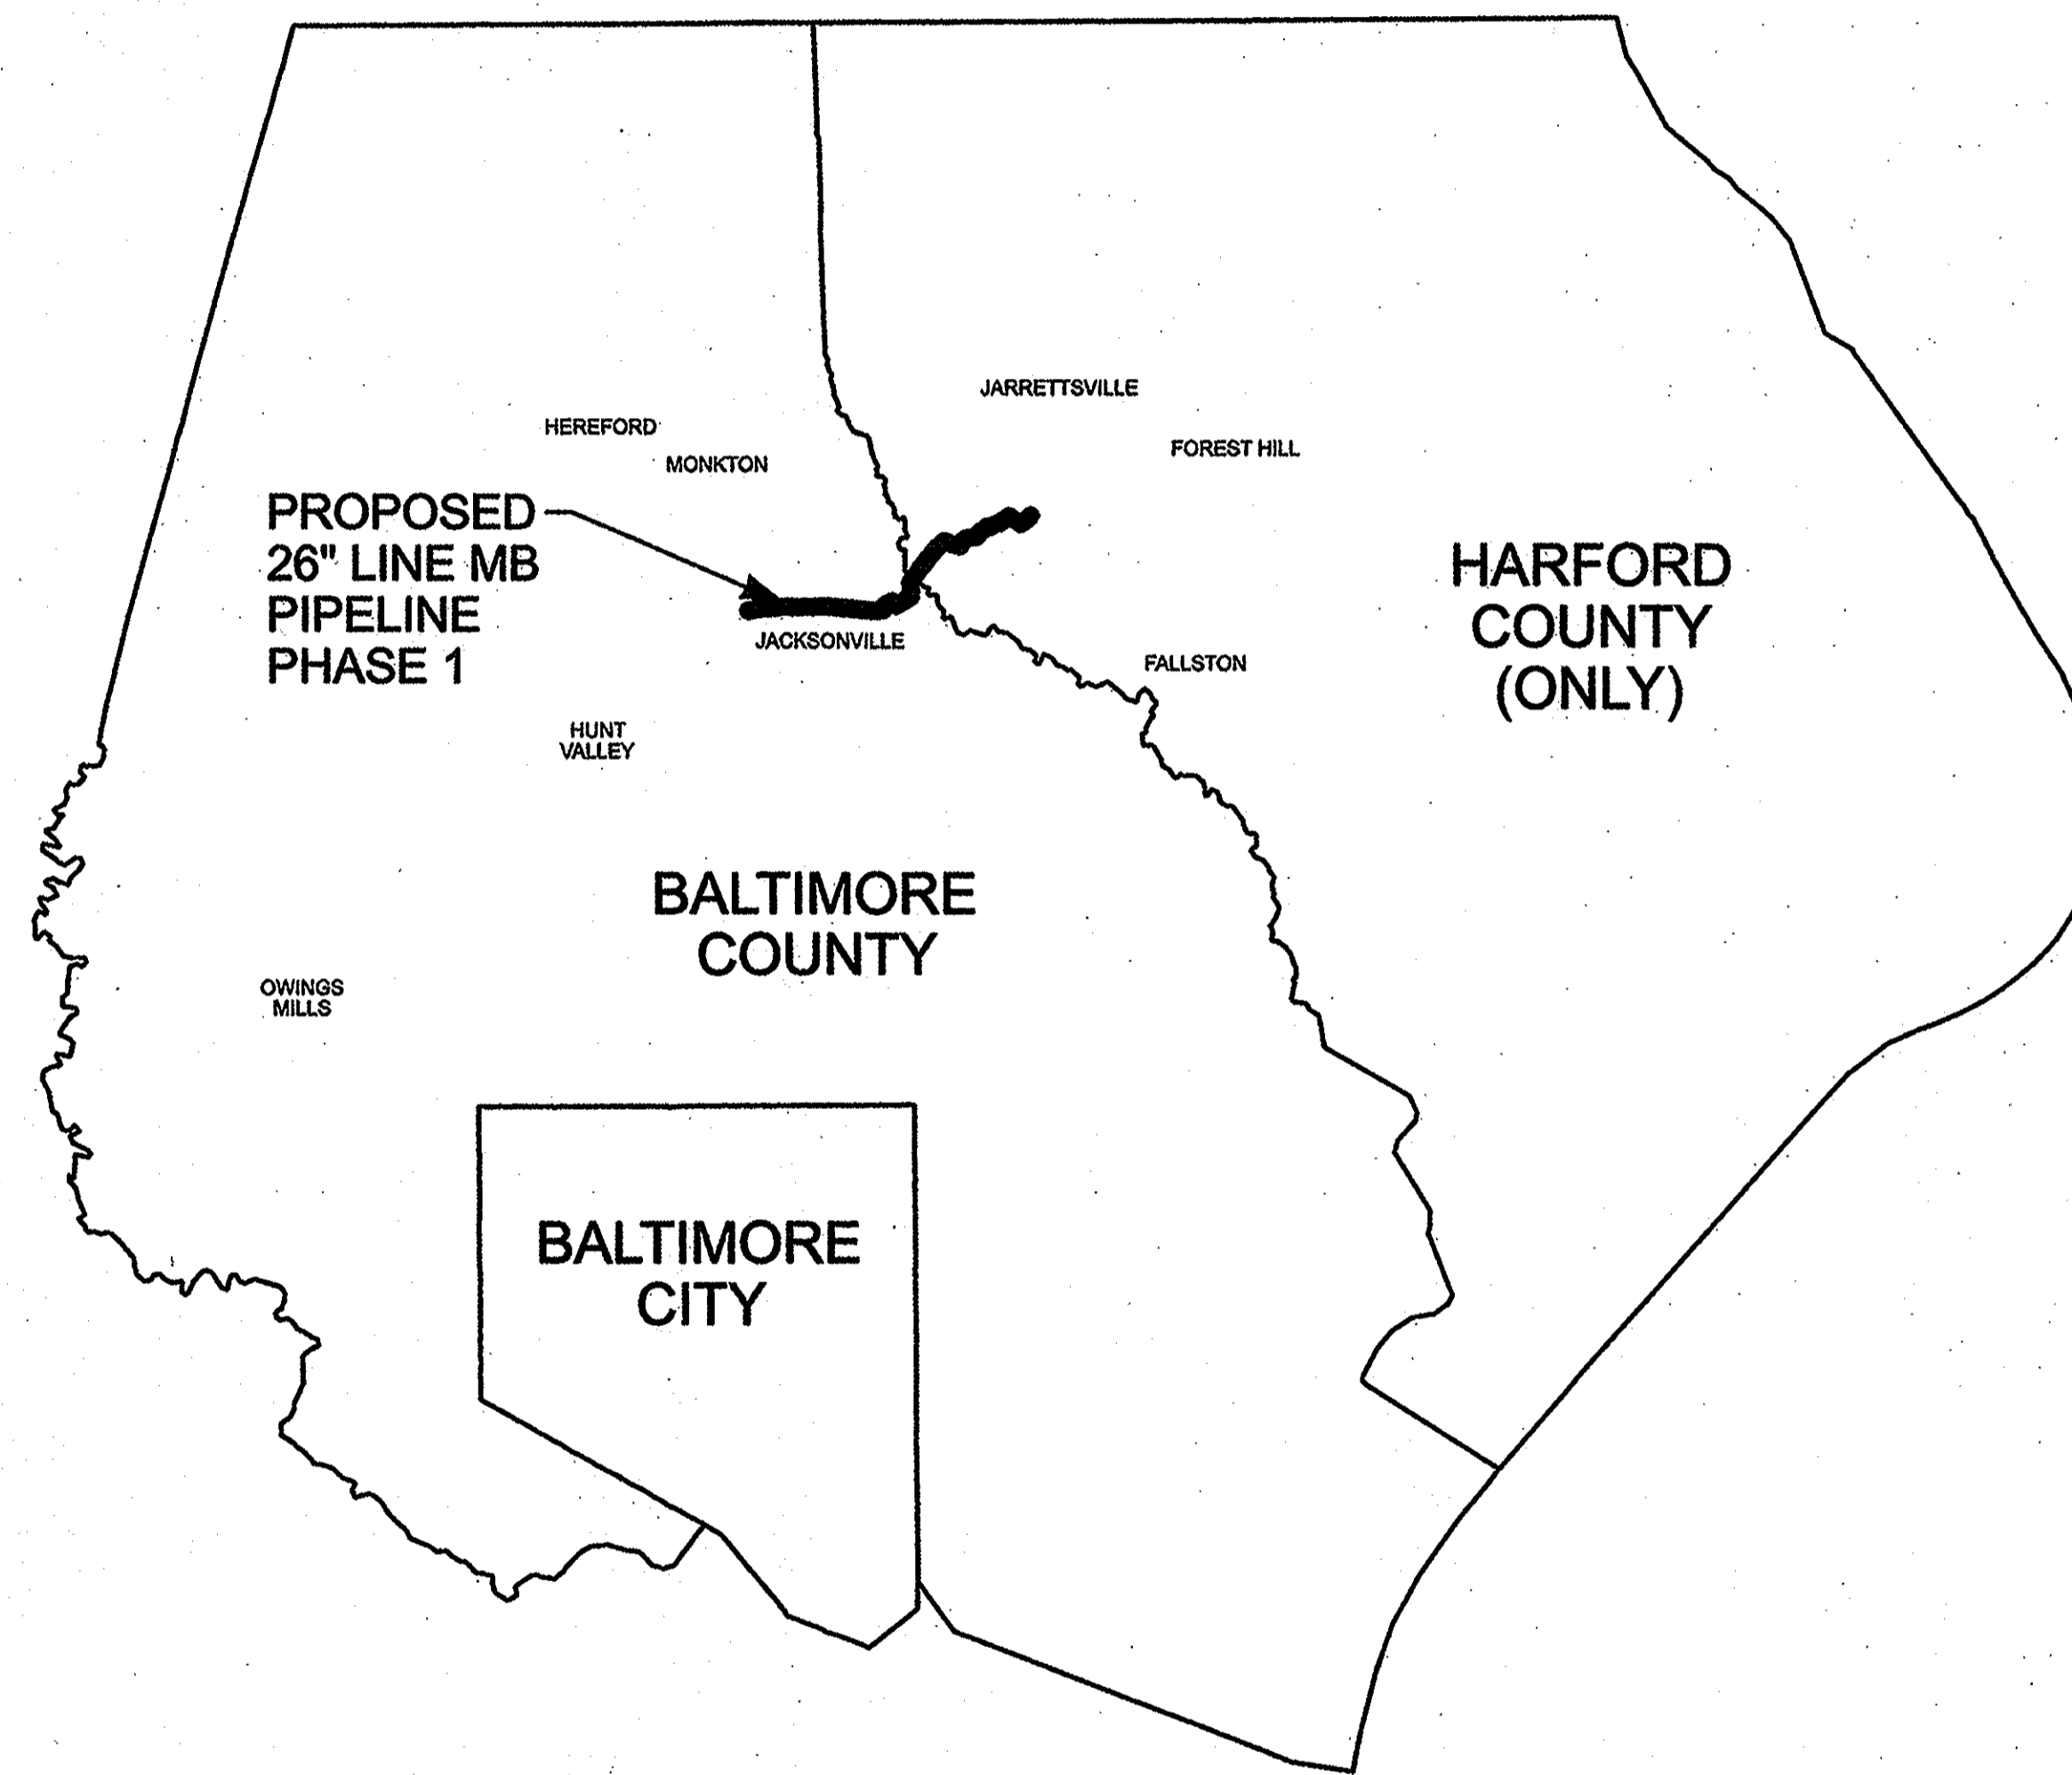 JARRETTSVILLE
HEREFORD
FOREST HILL
MONKTON
PROPOSED
26" LINE MB
PIPELINE
PHASE 1
HARFORD
COUNTY
(ONLY)
JACKSONVILLE
FALLSTON
HUNT
VALLEY
BALTIMORE
COUNTY
OWINGS
MILLS
BALTIMORE
CITY